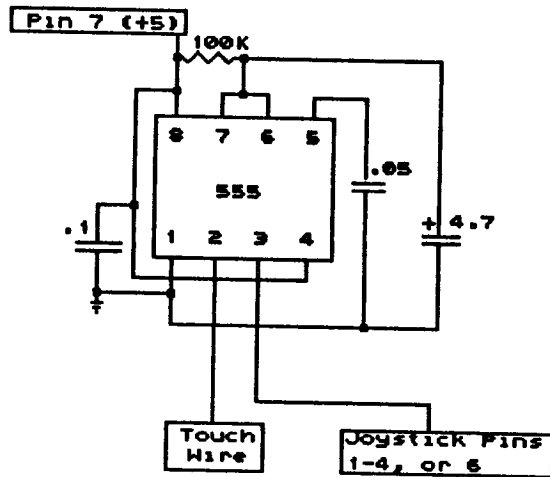 Pin 7 (+5)
100K
8 7 6 5
.05
555
+ 4.7
.1
1 2 3 4
Touch
Wire
Joystick Pins
1-4, or 6